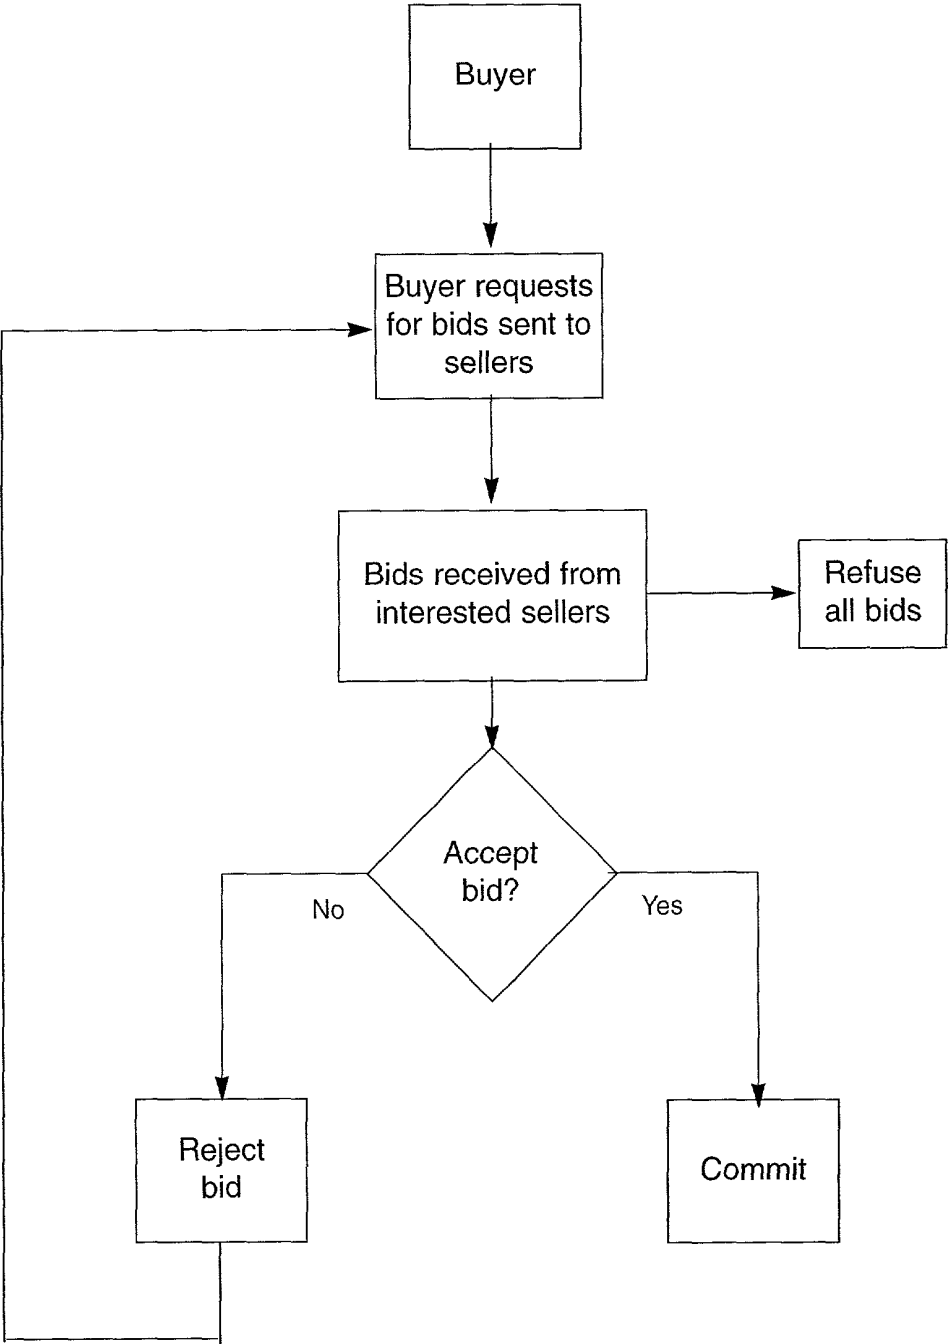 Buyer
Buyer requests
for bids sent to
sellers
Bids received from
interested sellers
Refuse
all bids
Accept
bid?
No
Yes
Reject
bid
Commit